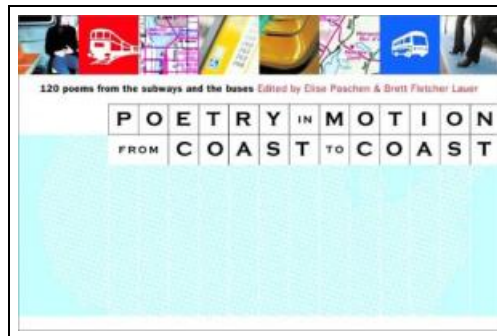 120 poems from the subways and the buses Edited by Elise Paschen & Brett Fletcher Lauer
POETRY IN MOTION
FROM COAST TO COAST